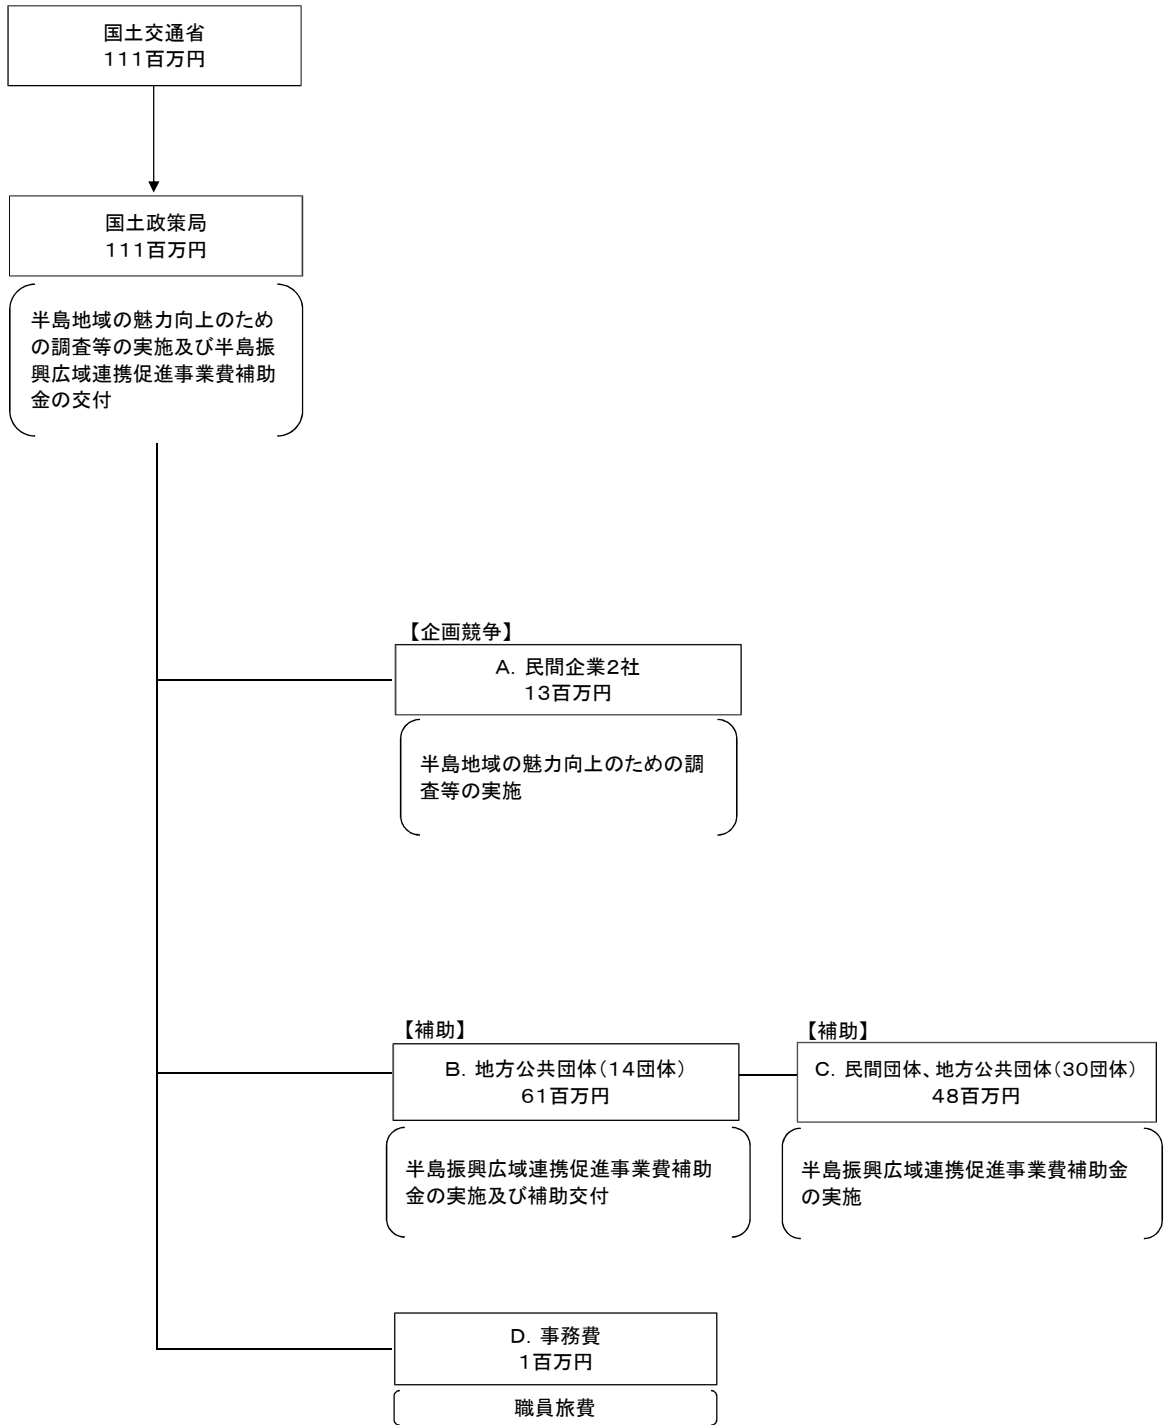 国土交通省
111百万円
国土政策局
111百万円
半島地域の魅力向上のため
の調査等の実施及び半島振
興広域連携促進事業費補助
金の交付
【企画競争】
A. 民間企業2社
13百万円
半島地域の魅力向上のための調
査等の実施
【補助】
B. 地方公共団体(14団体)
61百万円
半島振興広域連携促進事業費補助
金の実施及び補助交付
【補助】
C. 民間団体、地方公共団体(30団体)
48百万円
半島振興広域連携促進事業費補助金
の実施
D. 事務費
1百万円
職員旅費